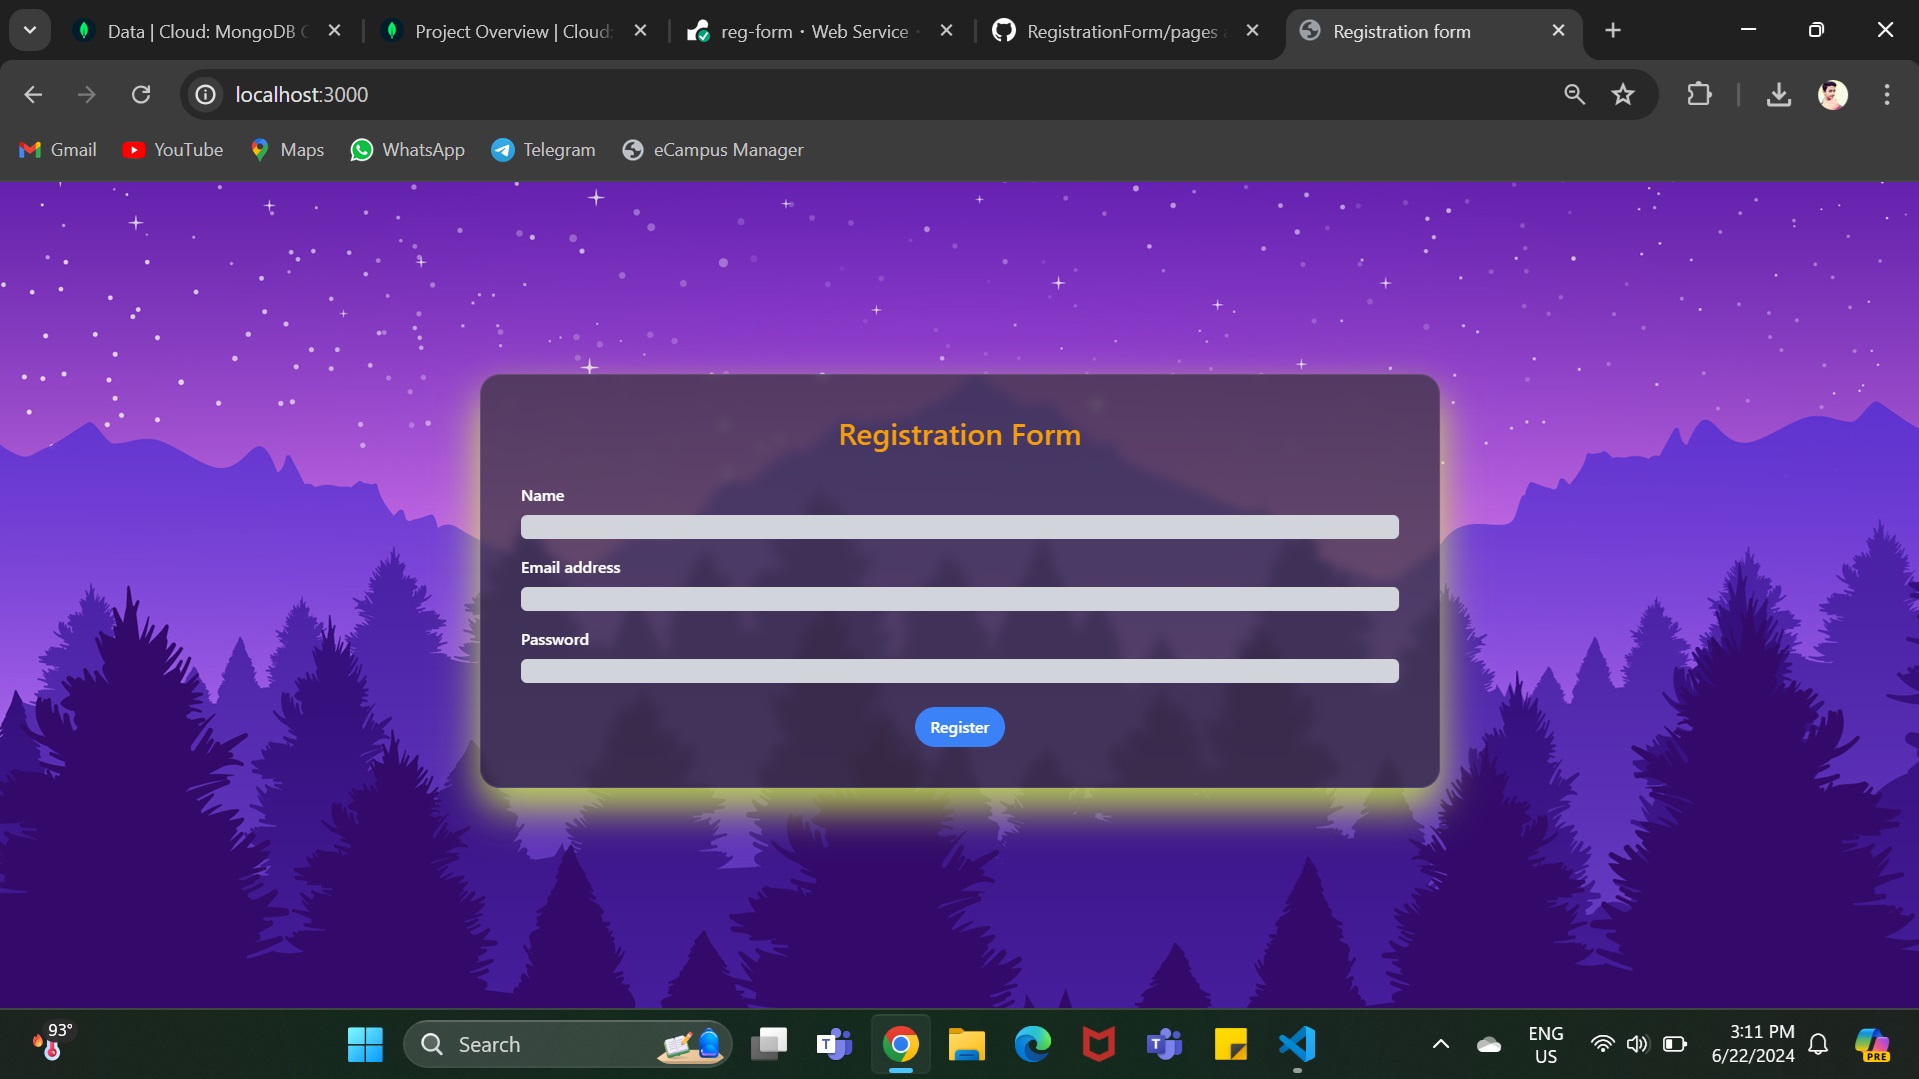 Data | Cloud: MongoDB
Project Overview | Cloud:
reg-form · Web Service
RegistrationForm/pages
Registration form
localhost:3000
Gmail
YouTube
Maps
WhatsApp
Telegram
eCampus Manager
Registration Form
Name
Email address
Password
Register
93°
Search
T
T
ENG
US
3:11 PM
6/22/2024
PRE